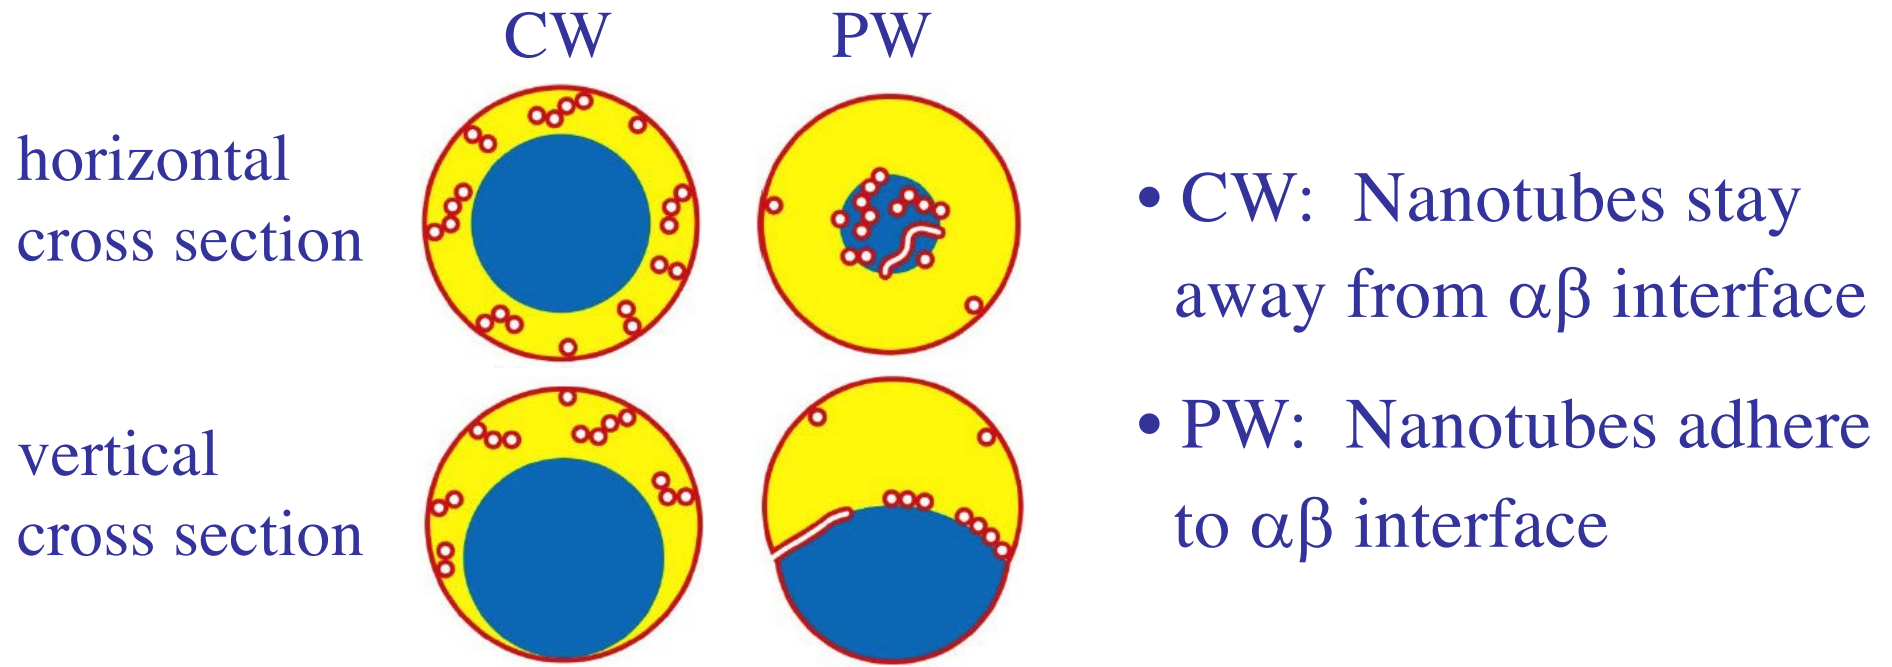 CW PW
horizontal
cross section
vertical
cross section
• CW: Nanotubes stay
away from αβ interface
• PW: Nanotubes adhere
to αβ interface